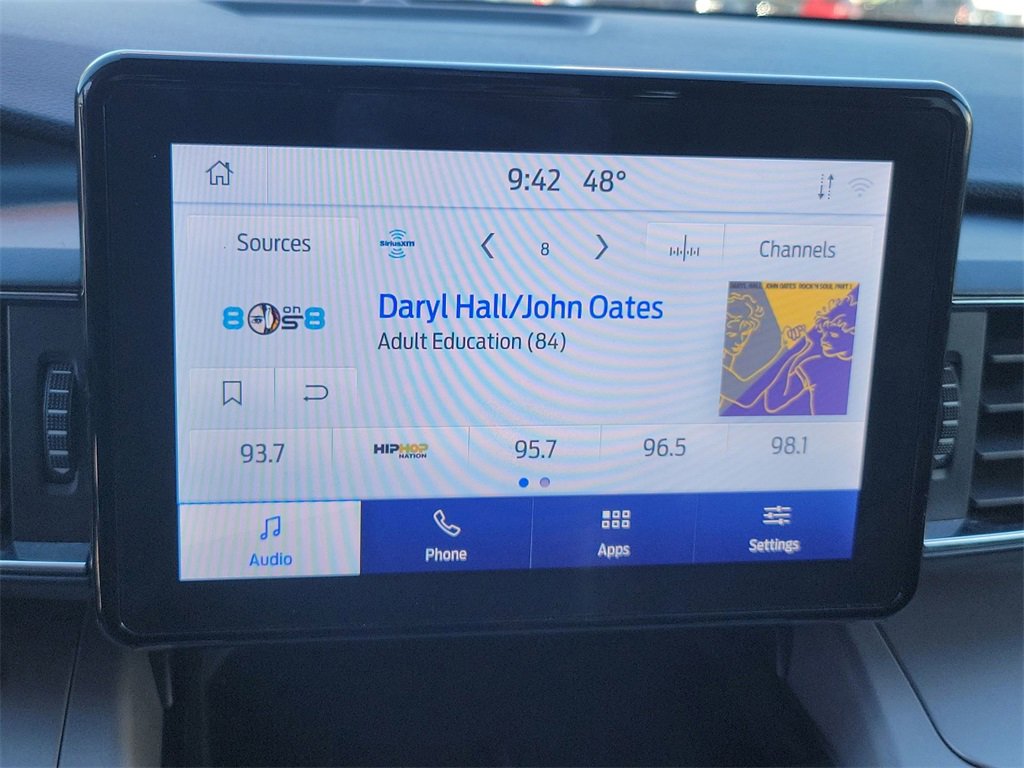 9:42 48°
Sources
SiriusXM
8
Channels
80s on 8
Daryl Hall/John Oates
Adult Education (84)
DARYL HALL JOHN OATES ROCK 'N SOUL PART 1
93.7
HIPHOP NATION
95.7
96.5
98.1
Audio
Phone
Apps
Settings